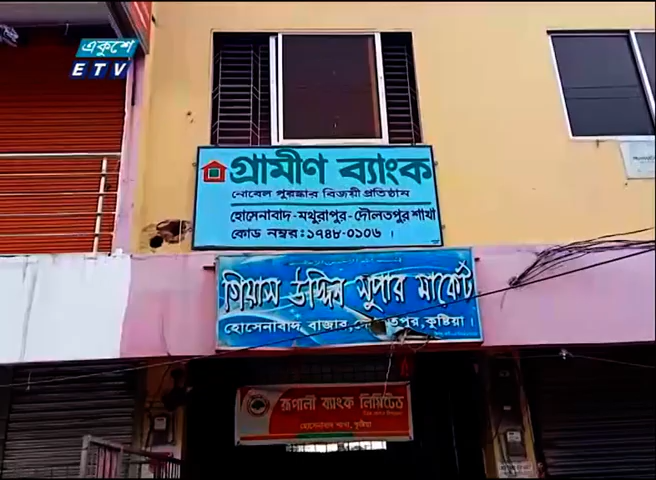 একুশে
ETV
গ্রামীণ ব্যাংক
নোবেল পুরস্কার বিজয়ী প্রতিষ্ঠান
হোসেনাবাদ-মথুরাপুর-দৌলতপুর শাখা
কোড নম্বর:১৭৪৮-০১০৬ ।
গিয়াস উদ্দিন সুপার মার্কেট
হোসেনাবাদ বাজার, দৌলতপুর, কুষ্টিয়া ।
রূপালী ব্যাংক লিমিটেড
হোসেনাবাদ শাখা, কুষ্টিয়া